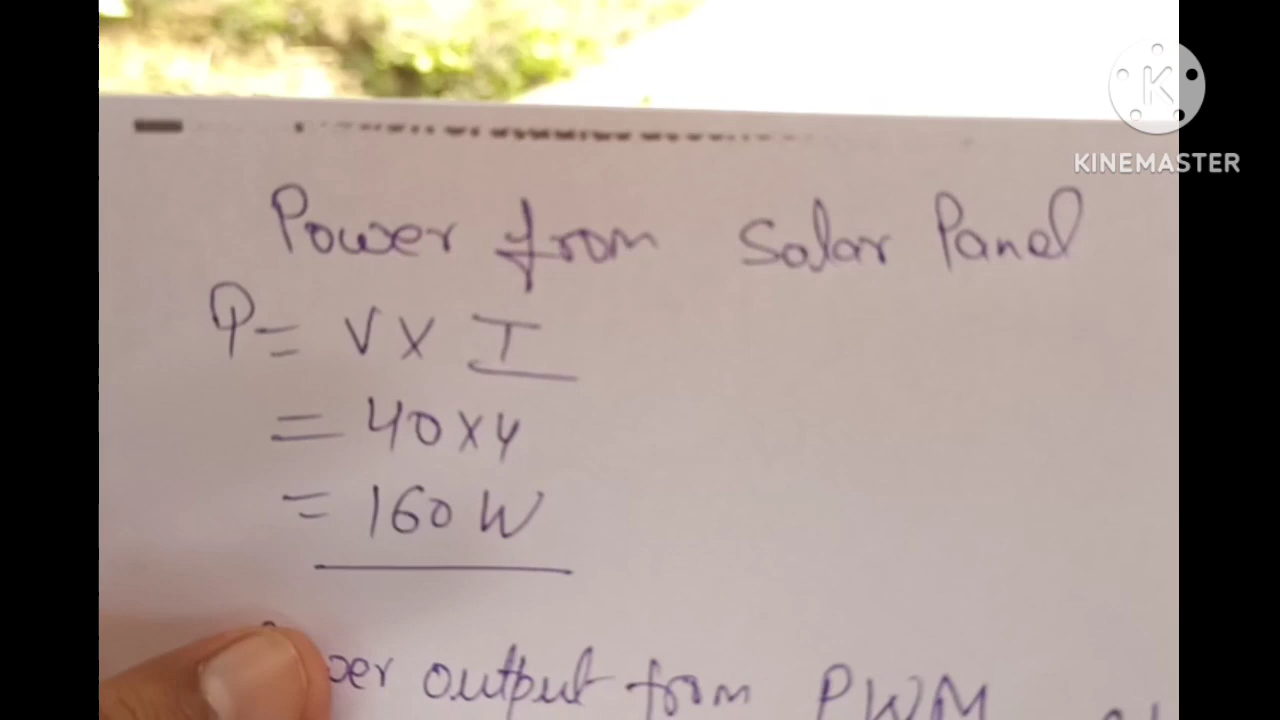 KINEMASTER
Power from Solar Panel
P = V X I
= 40 X 4
= 160 W
output from PWM